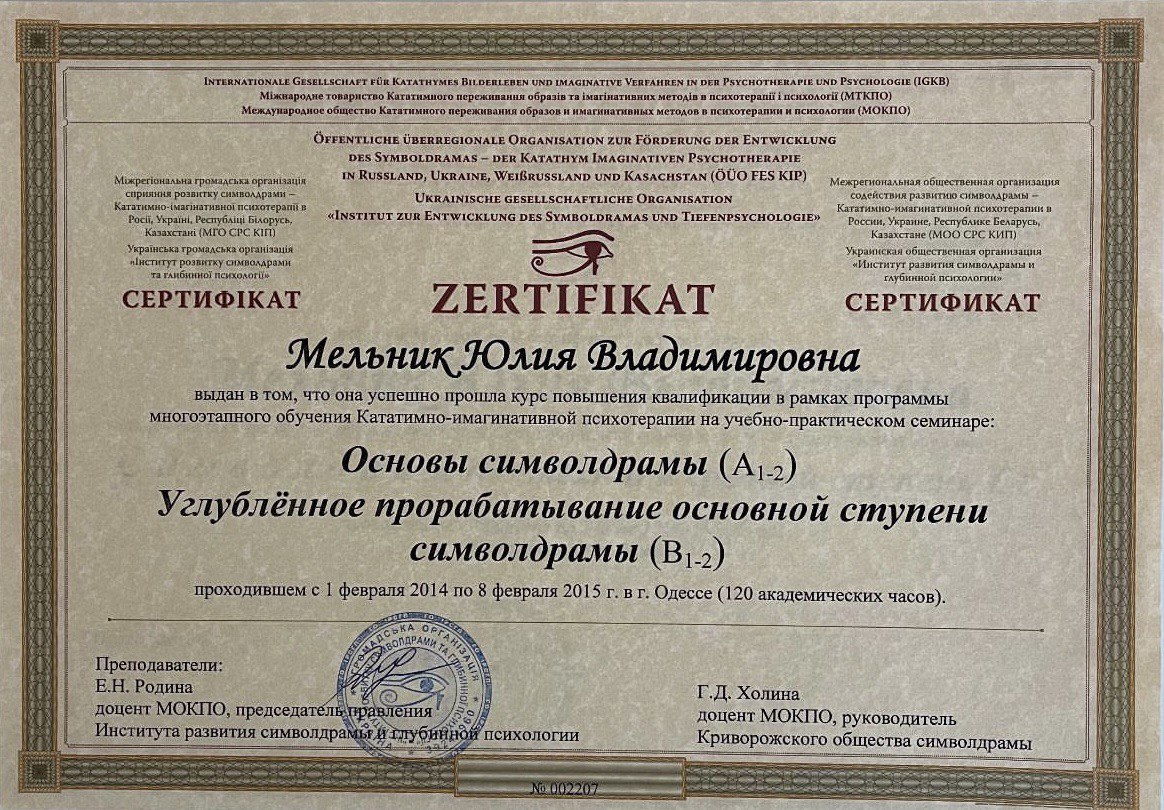 Internationale Gesellschaft für Katathymes Bilderleben und imaginative Verfahren in der Psychotherapie und Psychologie (IGKB)
Міжнародне товариство Кататимного переживання образів та імагінативних методів в психотерапії і психології (МТКПО)
Международное общество Кататимного переживания образов и имагинативных методов в психотерапии и психологии (МОКПО)
Öffentliche überregionale Organisation zur Förderung der Entwicklung
des Symboldramas – der Katathym Imaginativen Psychotherapie
in Russland, Ukraine, Weißrussland und Kasachstan (ÖÜO FES KIP)
Ukrainische gesellschaftliche Organisation
«Institut zur Entwicklung des Symboldramas und Tiefenpsychologie»
Міжрегіональна громадська організація
сприяння розвитку символдрами –
Кататимно-імагінативної психотерапії в
Росії, Україні, Республіці Білорусь,
Казахстані (МГО СРС КІП)
Українська громадська організація
«Інститут розвитку символдрами
та глибинної психології»
СЕРТИФІКАТ
ZERTIFIKAT
Межрегиональная общественная организация
содействия развитию символдрамы –
Кататимно-имагинативной психотерапии в
России, Украине, Республике Беларусь,
Казахстане (МОО СРС КИП)
Украинская общественная организация
«Институт развития символдрамы и
глубинной психологии»
СЕРТИФИКАТ
Мельник Юлия Владимировна
выдан в том, что она успешно прошла курс повышения квалификации в рамках программы
многоэтапного обучения Кататимно-имагинативной психотерапии на учебно-практическом семинаре:
Основы символдрамы (А1-2)
Углублённое прорабатывание основной ступени
символдрамы (В1-2)
проходившем с 1 февраля 2014 по 8 февраля 2015 г. в г. Одессе (120 академических часов).
Преподаватели:
Е.Н. Родина
доцент МОКПО, председатель правления
Института развития символдрамы и глубинной психологии
Г.Д. Холина
доцент МОКПО, руководитель
Криворожского общества символдрамы
ГРОМАДСЬКА ОРГАНІЗАЦІЯ
СИМВОЛДРАМИ ТА ГЛИБИННОЇ
№ 002207